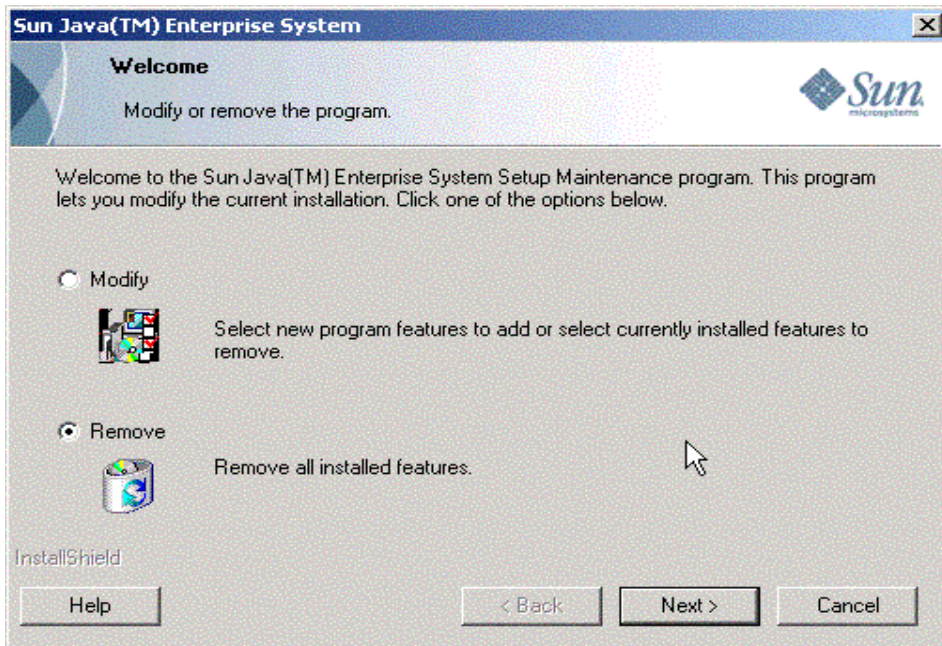 Sun Java(TM) Enterprise System
Welcome
Modify or remove the program.
Sun
microsystems
Welcome to the Sun Java(TM) Enterprise System Setup Maintenance program. This program
lets you modify the current installation. Click one of the options below.
Modify
Select new program features to add or select currently installed features to
remove.
Remove
Remove all installed features.
InstallShield
Help
< Back
Next >
Cancel